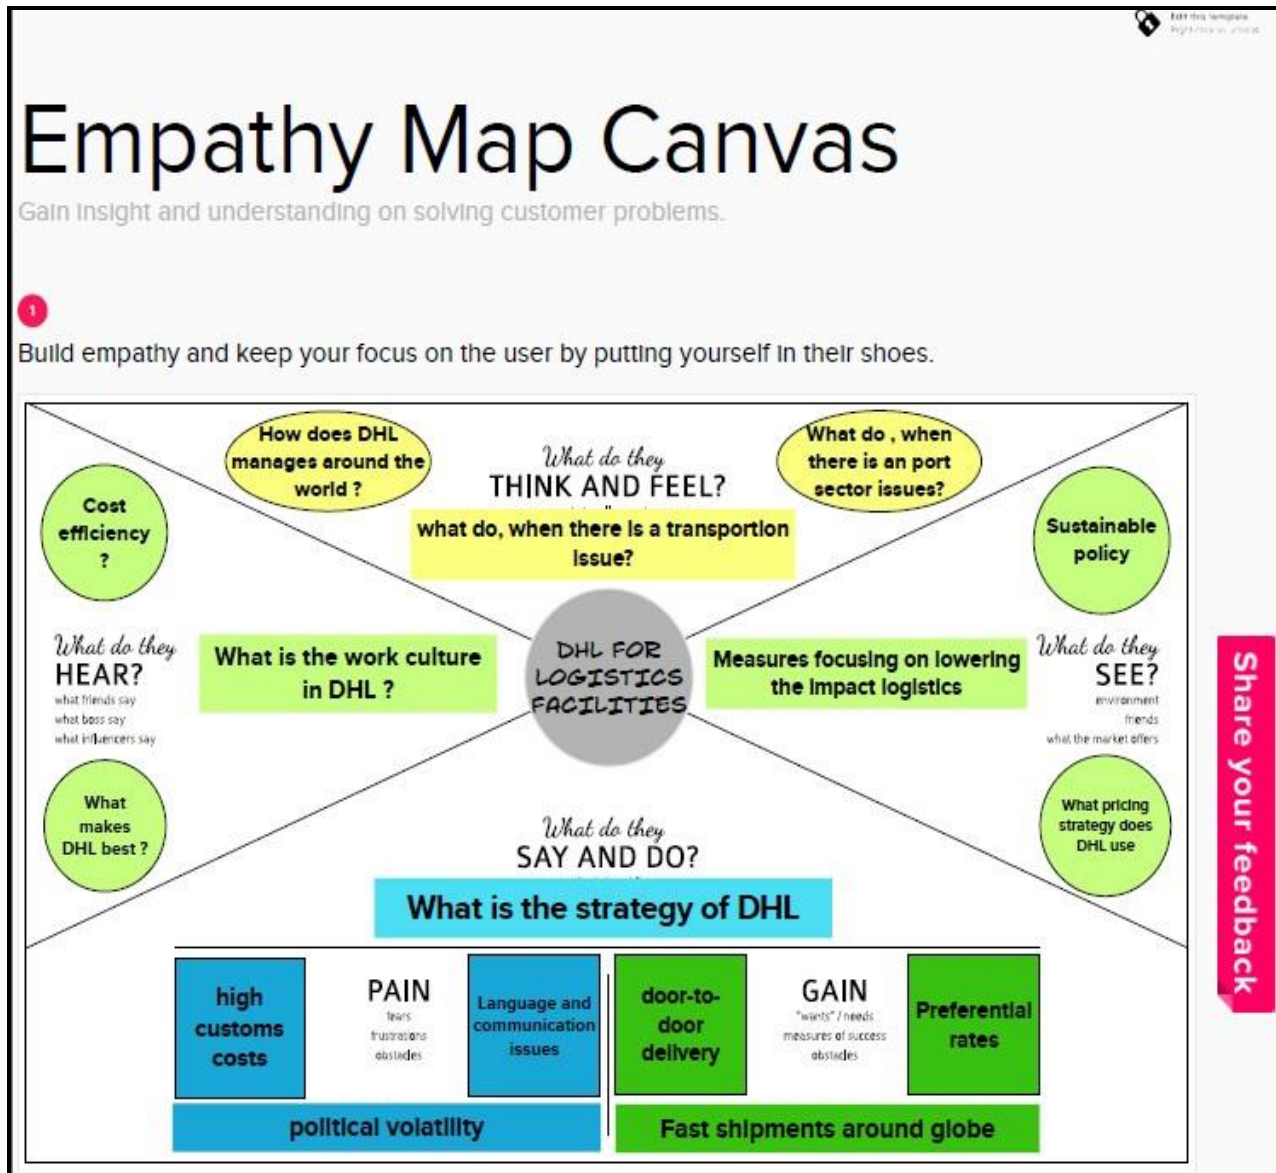 Edit this template
Empathy Map Canvas
Gain insight and understanding on solving customer problems.
1
Build empathy and keep your focus on the user by putting yourself in their shoes.
How does DHL
manages around the
world ?
What do they
THINK AND FEEL?
What do , when
there is an port
sector issues?
what do, when there is a transportion
issue?
Cost
efficiency
?
Sustainable
policy
What do they
HEAR?
what friends say
what boss say
what influencers say
What is the work culture
in DHL ?
DHL FOR
LOGISTICS
FACILITIES
Measures focusing on lowering
the impact logistics
What do they
SEE?
environment
friends
what the market offers
What
makes
DHL best ?
What pricing
strategy does
DHL use
What do they
SAY AND DO?
What is the strategy of DHL
high
customs
costs
PAIN
fears
frustrations
obstacles
Language and
communication
issues
door-to-
door
delivery
GAIN
"wants" / needs
measures of success
obstacles
Preferential
rates
political volatility
Fast shipments around globe
Share your feedback